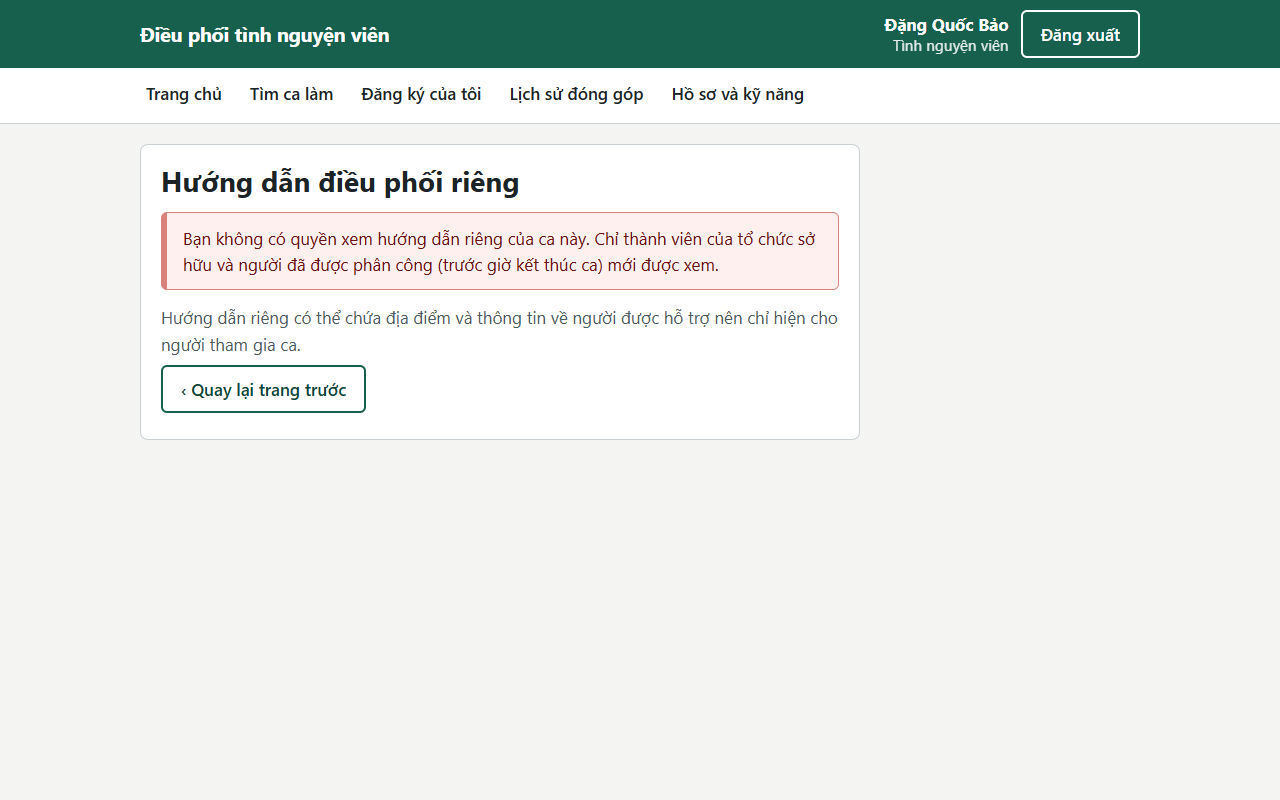 Điều phối tình nguyện viên
Đặng Quốc Bảo
Tình nguyện viên
Đăng xuất
Trang chủ
Tìm ca làm
Đăng ký của tôi
Lịch sử đóng góp
Hồ sơ và kỹ năng
Hướng dẫn điều phối riêng
Bạn không có quyền xem hướng dẫn riêng của ca này. Chỉ thành viên của tổ chức sở
hữu và người đã được phân công (trước giờ kết thúc ca) mới được xem.
Hướng dẫn riêng có thể chứa địa điểm và thông tin về người được hỗ trợ nên chỉ hiện cho
người tham gia ca.
‹ Quay lại trang trước